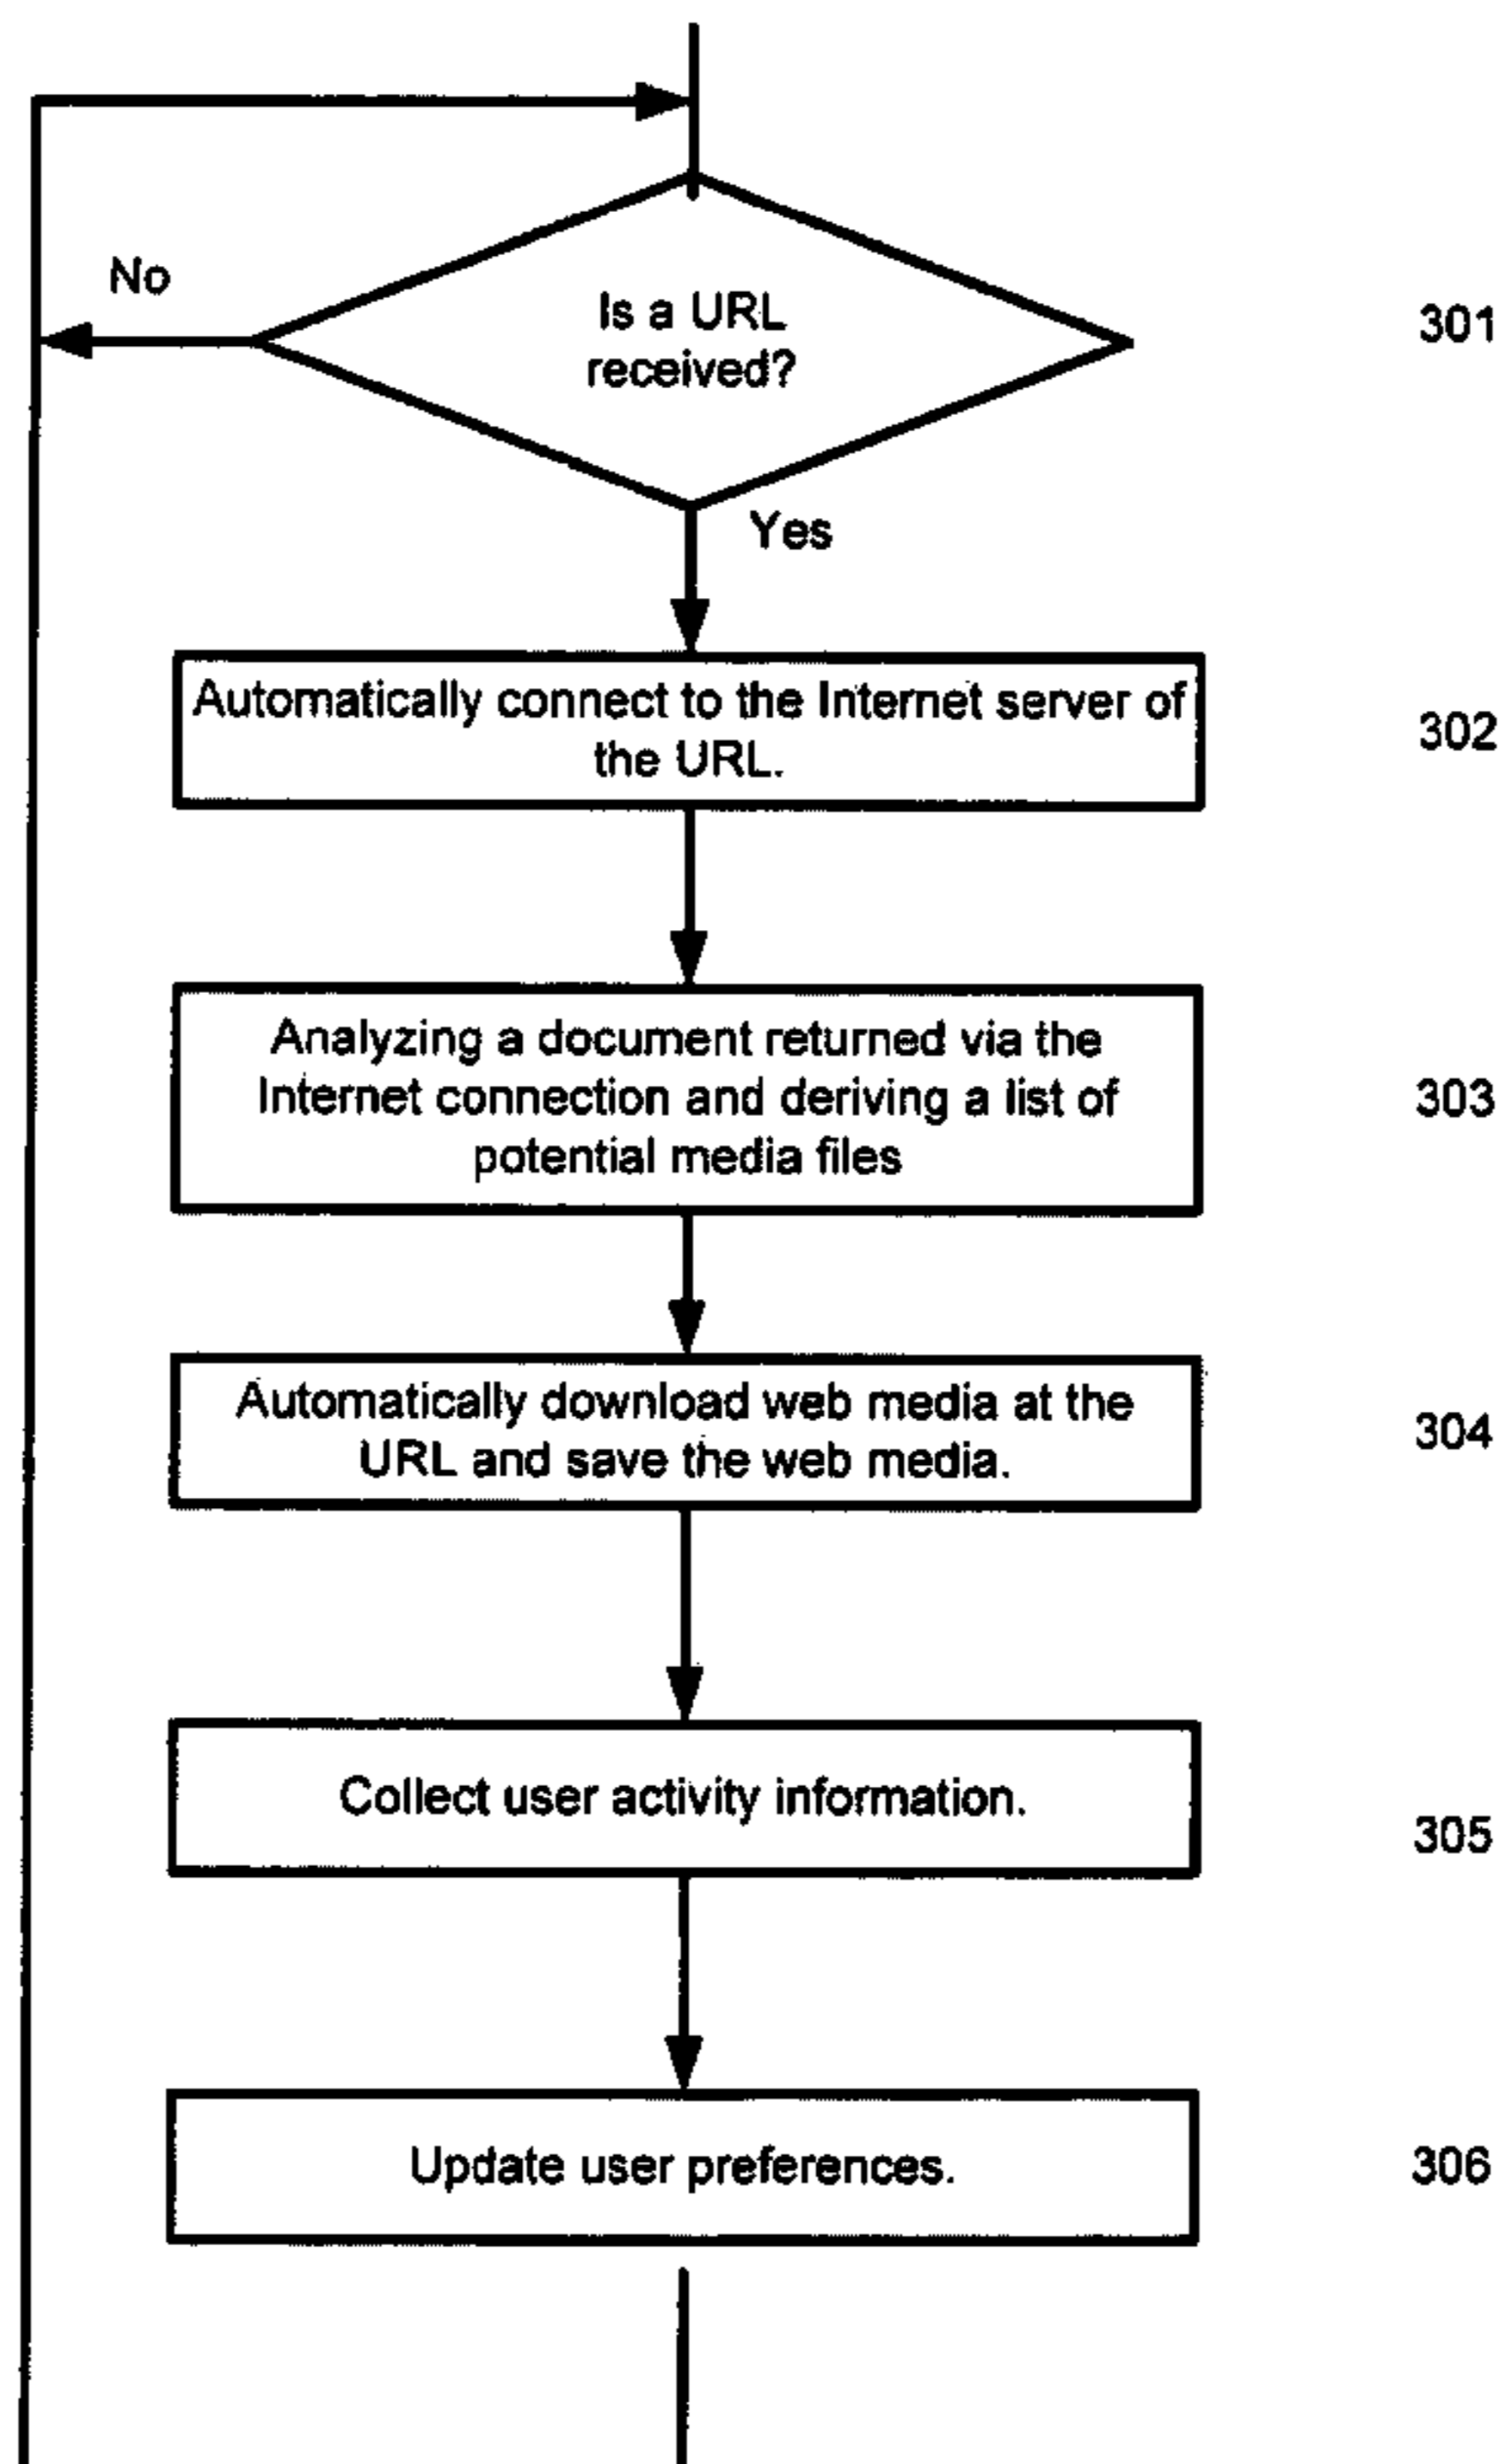 No
Is a URL
received?
301
Yes
Automatically connect to the Internet server of
the URL.
302
Analyzing a document returned via the
Internet connection and deriving a list of
potential media files
303
Automatically download web media at the
URL and save the web media.
304
Collect user activity information.
305
Update user preferences.
306